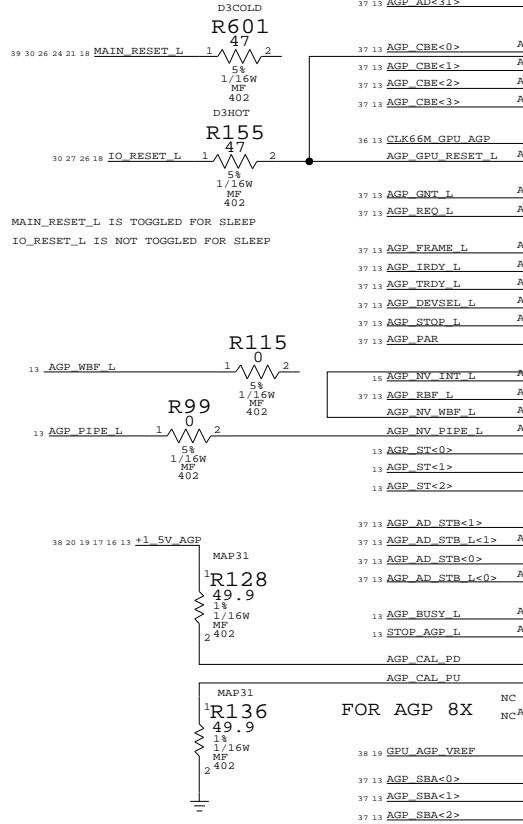 37 13 AGP_AD<31>
D3COLD
R601
47
39 30 26 24 21 18 MAIN_RESET_L 1 2
5%
1/16W
MF
402
37 13 AGP_CBE<0> A
37 13 AGP_CBE<1> A
37 13 AGP_CBE<2> A
37 13 AGP_CBE<3> A
D3HOT
R155
47
30 27 26 18 IO_RESET_L 1 2
5%
1/16W
MF
402
36 13 CLK66M_GPU_AGP
AGP_GPU_RESET_L A
37 13 AGP_GNT_L A
37 13 AGP_REQ_L A
MAIN_RESET_L IS TOGGLED FOR SLEEP
IO_RESET_L IS NOT TOGGLED FOR SLEEP
37 13 AGP_FRAME_L A
37 13 AGP_IRDY_L A
37 13 AGP_TRDY_L A
37 13 AGP_DEVSEL_L A
37 13 AGP_STOP_L A
37 13 AGP_PAR
R115
0
13 AGP_WBF_L 1 2
5%
1/16W
MF
402
15 AGP_NV_INT_L A
37 13 AGP_RBF_L A
AGP_NV_WBF_L A
AGP_NV_PIPE_L A
R99
0
13 AGP_PIPE_L 1 2
5%
1/16W
MF
402
13 AGP_ST<0>
13 AGP_ST<1>
13 AGP_ST<2>
37 13 AGP_AD_STB<1>
37 13 AGP_AD_STB_L<1> A
37 13 AGP_AD_STB<0>
37 13 AGP_AD_STB_L<0> A
38 20 19 17 16 13 +1_5V_AGP
MAP31
1 R128
49.9
1%
1/16W
MF
2 402
13 AGP_BUSY_L A
13 STOP_AGP_L A
AGP_CAL_PD
AGP_CAL_PU
MAP31
1 R136
49.9
1%
1/16W
MF
2 402
FOR AGP 8X
NC
NC A
38 19 GPU_AGP_VREF
37 13 AGP_SBA<0>
37 13 AGP_SBA<1>
37 13 AGP_SBA<2>